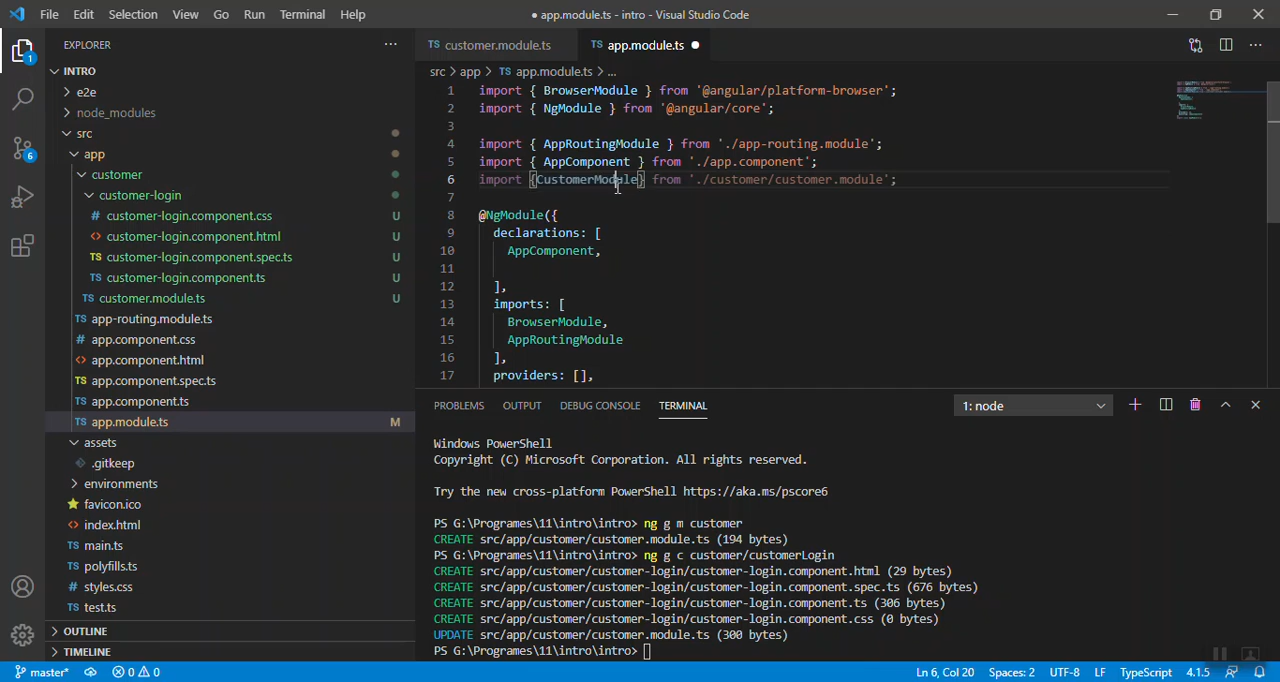 File Edit Selection View Go Run Terminal Help
● app.module.ts - intro - Visual Studio Code
EXPLORER
INTRO
e2e
node_modules
src
app
customer
customer-login
# customer-login.component.css U
<> customer-login.component.html U
TS customer-login.component.spec.ts U
TS customer-login.component.ts U
TS customer.module.ts U
TS app-routing.module.ts
# app.component.css
<> app.component.html
TS app.component.spec.ts
TS app.component.ts
TS app.module.ts M
assets
.gitkeep
environments
favicon.ico
<> index.html
TS main.ts
TS polyfills.ts
# styles.css
TS test.ts
OUTLINE
TIMELINE
1
6
TS customer.module.ts TS app.module.ts ●
src > app > TS app.module.ts > ...
1 import { BrowserModule } from '@angular/platform-browser';
2 import { NgModule } from '@angular/core';
3
4 import { AppRoutingModule } from './app-routing.module';
5 import { AppComponent } from './app.component';
6 import {CustomerModule} from './customer/customer.module';
7
8 @NgModule({
9 declarations: [
10 AppComponent,
11
12 ],
13 imports: [
14 BrowserModule,
15 AppRoutingModule
16 ],
17 providers: [],
PROBLEMS OUTPUT DEBUG CONSOLE TERMINAL 1: node
Windows PowerShell
Copyright (C) Microsoft Corporation. All rights reserved.
Try the new cross-platform PowerShell https://aka.ms/pscore6
PS G:\Programes\11\intro\intro> ng g m customer
CREATE src/app/customer/customer.module.ts (194 bytes)
PS G:\Programes\11\intro\intro> ng g c customer/customerLogin
CREATE src/app/customer/customer-login/customer-login.component.html (29 bytes)
CREATE src/app/customer/customer-login/customer-login.component.spec.ts (676 bytes)
CREATE src/app/customer/customer-login/customer-login.component.ts (306 bytes)
CREATE src/app/customer/customer-login/customer-login.component.css (0 bytes)
UPDATE src/app/customer/customer.module.ts (300 bytes)
PS G:\Programes\11\intro\intro>
master* 0 0 Ln 6, Col 20 Spaces: 2 UTF-8 LF TypeScript 4.1.5